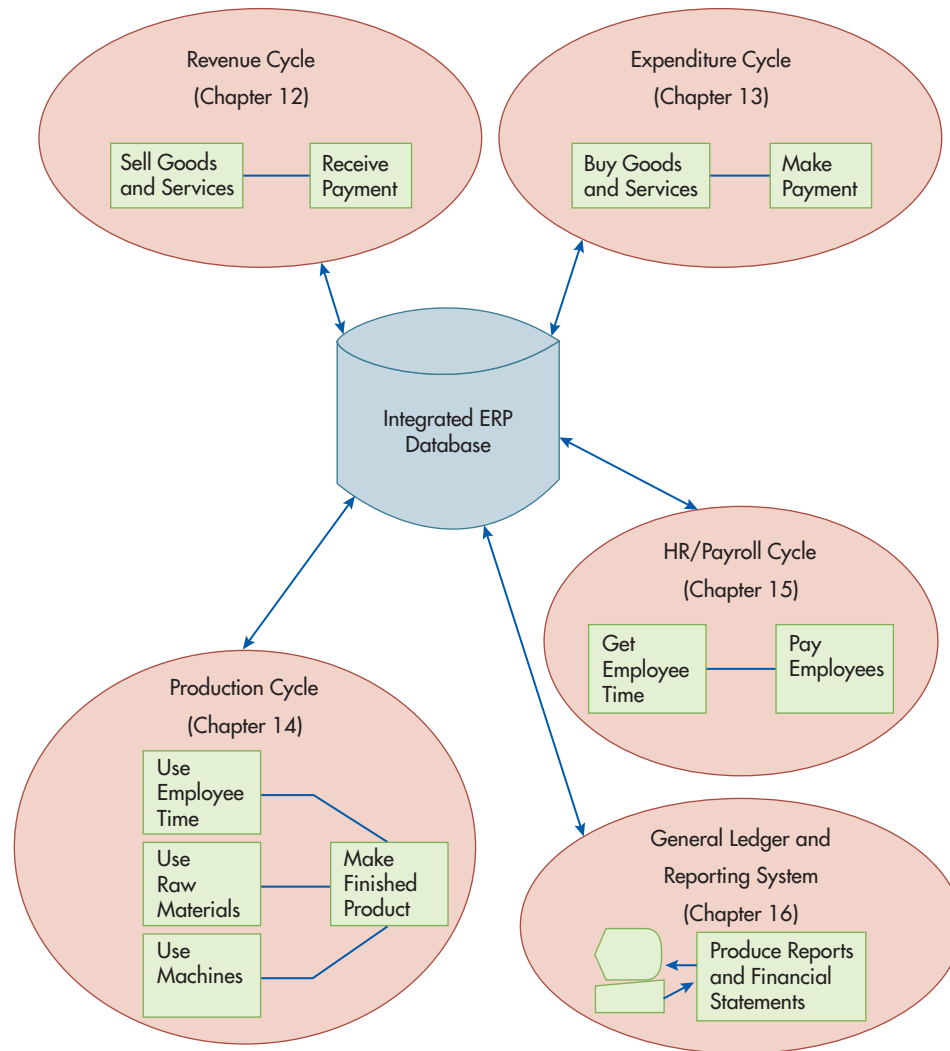 Revenue Cycle
(Chapter 12)
Sell Goods
and Services
Receive
Payment
Expenditure Cycle
(Chapter 13)
Buy Goods
and Services
Make
Payment
Integrated ERP
Database
HR/Payroll Cycle
(Chapter 15)
Get
Employee
Time
Pay
Employees
Production Cycle
(Chapter 14)
Use
Employee
Time
Use
Raw
Materials
Use
Machines
Make
Finished
Product
General Ledger and
Reporting System
(Chapter 16)
Produce Reports
and Financial
Statements